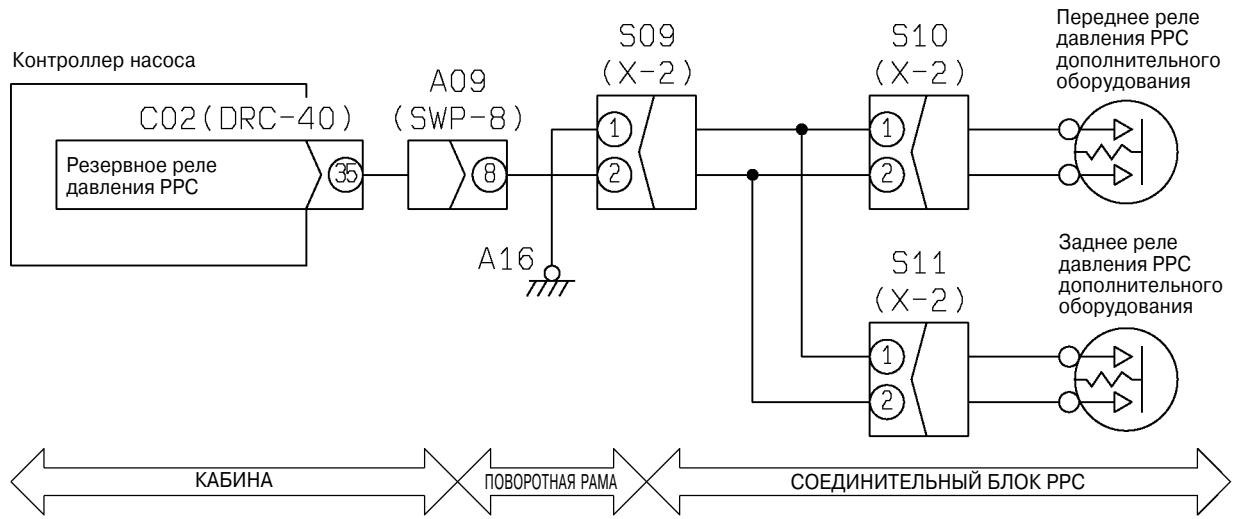 Контроллер насоса
C02(DRC-40)
Резервное реле
давления PPC
35
A09
(SWP-8)
8
S09
(X-2)
1
2
A16
S10
(X-2)
1
2
Переднее реле
давления PPC
дополнительного
оборудования
S11
(X-2)
1
2
Заднее реле
давления PPC
дополнительного
оборудования
КАБИНА
ПОВОРОТНАЯ РАМА
СОЕДИНИТЕЛЬНЫЙ БЛОК PPC